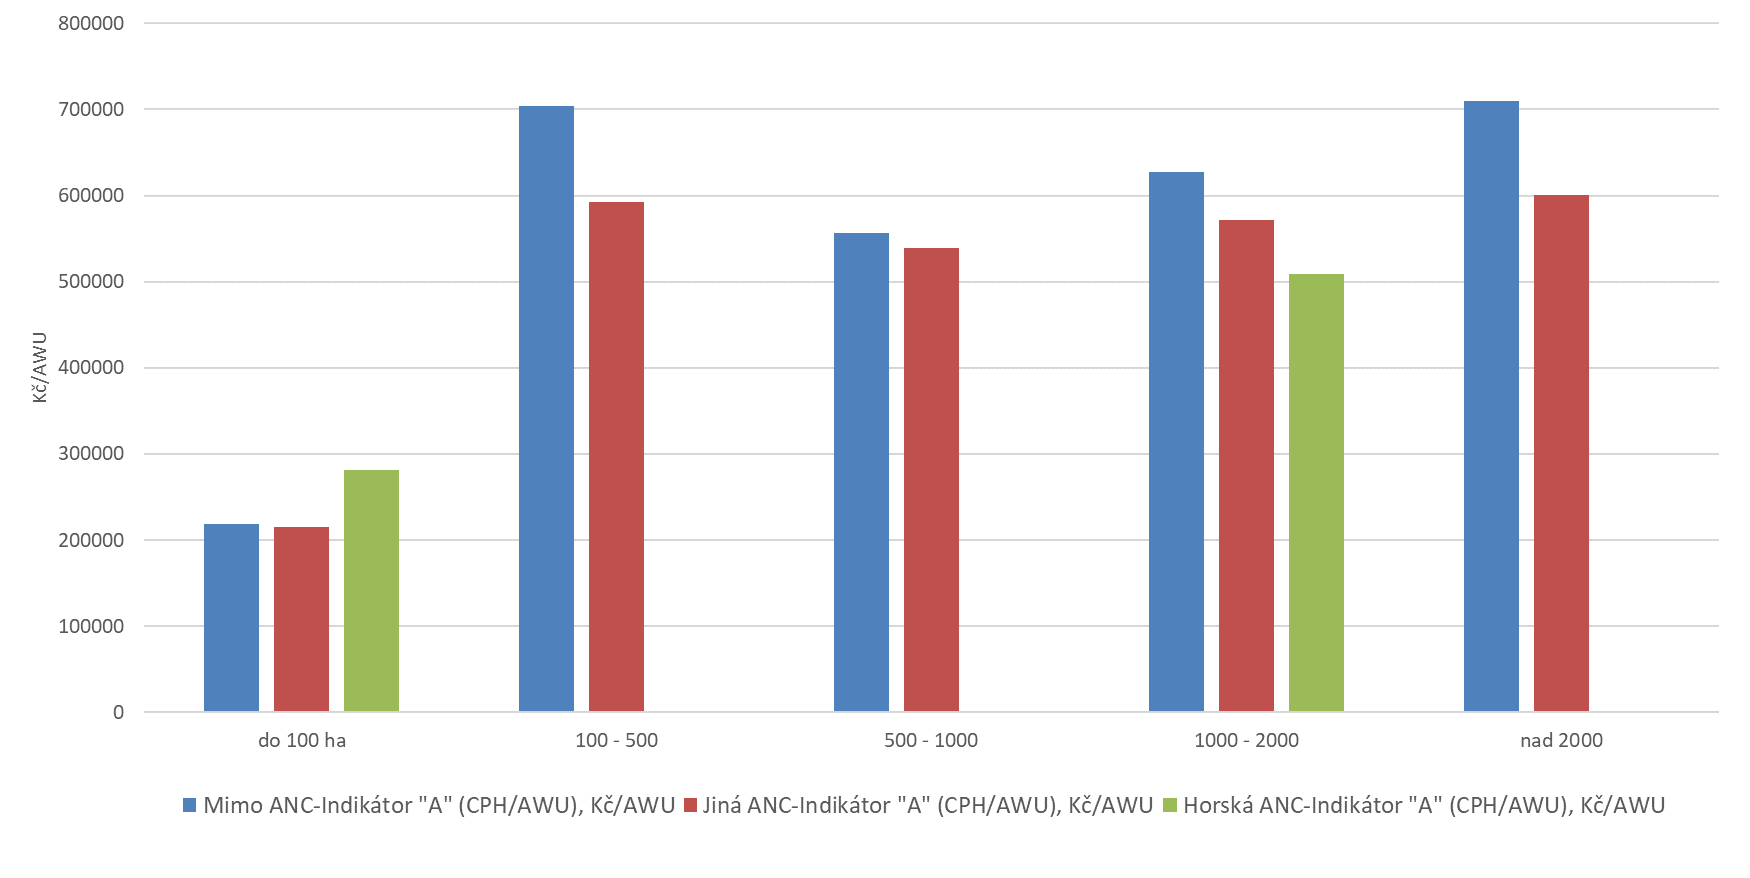 800000
700000
600000
500000
400000
300000
200000
100000
0
Kč/AWU
do 100 ha
100 - 500
500 - 1000
1000 - 2000
nad 2000
Mimo ANC-Indikátor "A" (CPH/AWU), Kč/AWU
Jiná ANC-Indikátor "A" (CPH/AWU), Kč/AWU
Horská ANC-Indikátor "A" (CPH/AWU), Kč/AWU